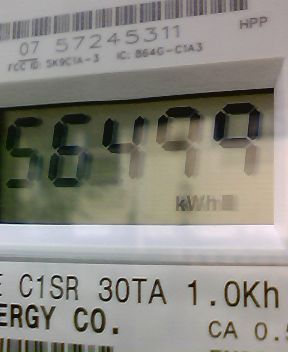 HPP
07 57245311
FCC ID: SK9C1A-3 IC: 864G-C1A3
56499
kWh
E C1SR 30TA 1.0Kh
ERGY CO.
CA 0.5